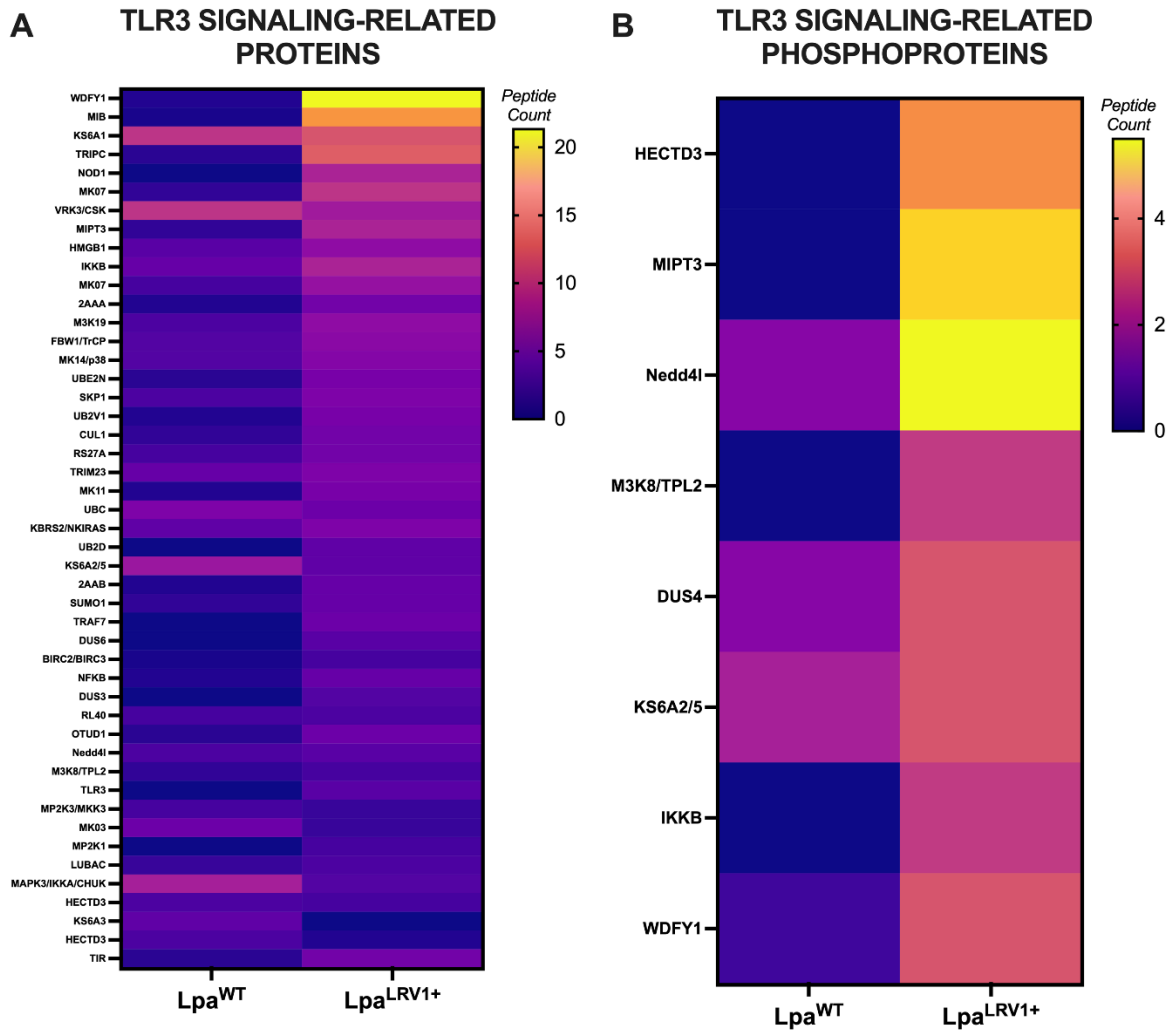 A
TLR3 SIGNALING-RELATED
PROTEINS
Peptide
Count
WDFY1
MIB
KS6A1
TRIPC
NOD1
MK07
VRK3/CSK
MIPT3
HMGB1
IKKB
MK07
2AAA
M3K19
FBW1/TrCP
MK14/p38
UBE2N
SKP1
UB2V1
CUL1
RS27A
TRIM23
MK11
UBC
KBRS2/NKIRAS
UB2D
KS6A2/5
2AAB
SUMO1
TRAF7
DUS6
BIRC2/BIRC3
NFKB
DUS3
RL40
OTUD1
Nedd4l
M3K8/TPL2
TLR3
MP2K3/MKK3
MK03
MP2K1
LUBAC
MAPK3/IKKA/CHUK
HECTD3
KS6A3
HECTD3
TIR
20
15
10
5
0
LpaWT
LpaLRV1+
B
TLR3 SIGNALING-RELATED
PHOSPHOPROTEINS
Peptide
Count
HECTD3
MIPT3
Nedd4l
M3K8/TPL2
DUS4
KS6A2/5
IKKB
WDFY1
4
2
0
LpaWT
LpaLRV1+